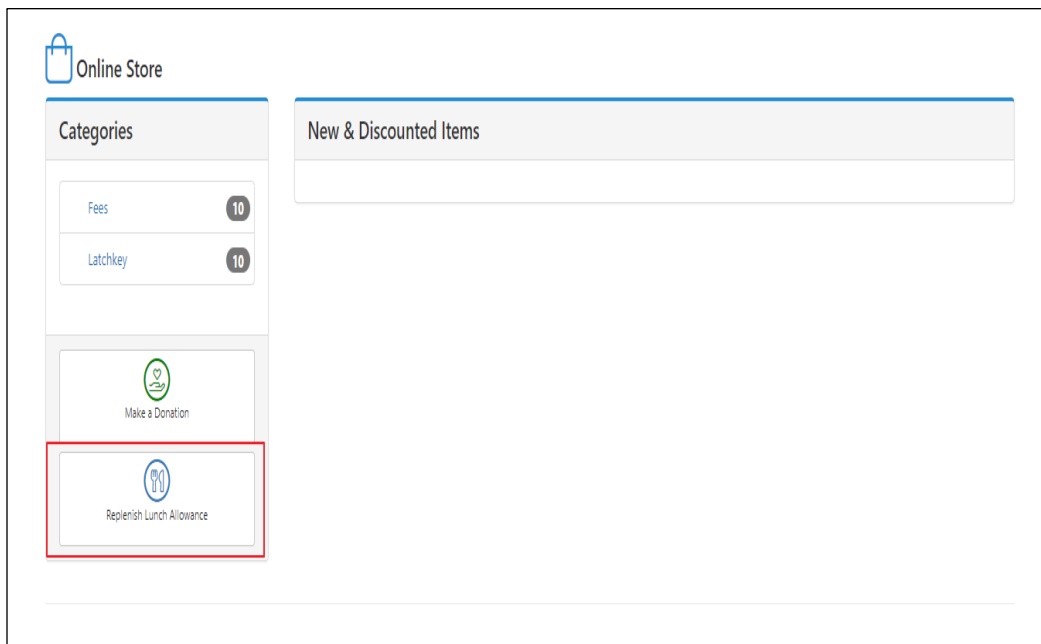 Online Store
Categories
New & Discounted Items
Fees 10
Latchkey 10
Make a Donation
Replenish Lunch Allowance